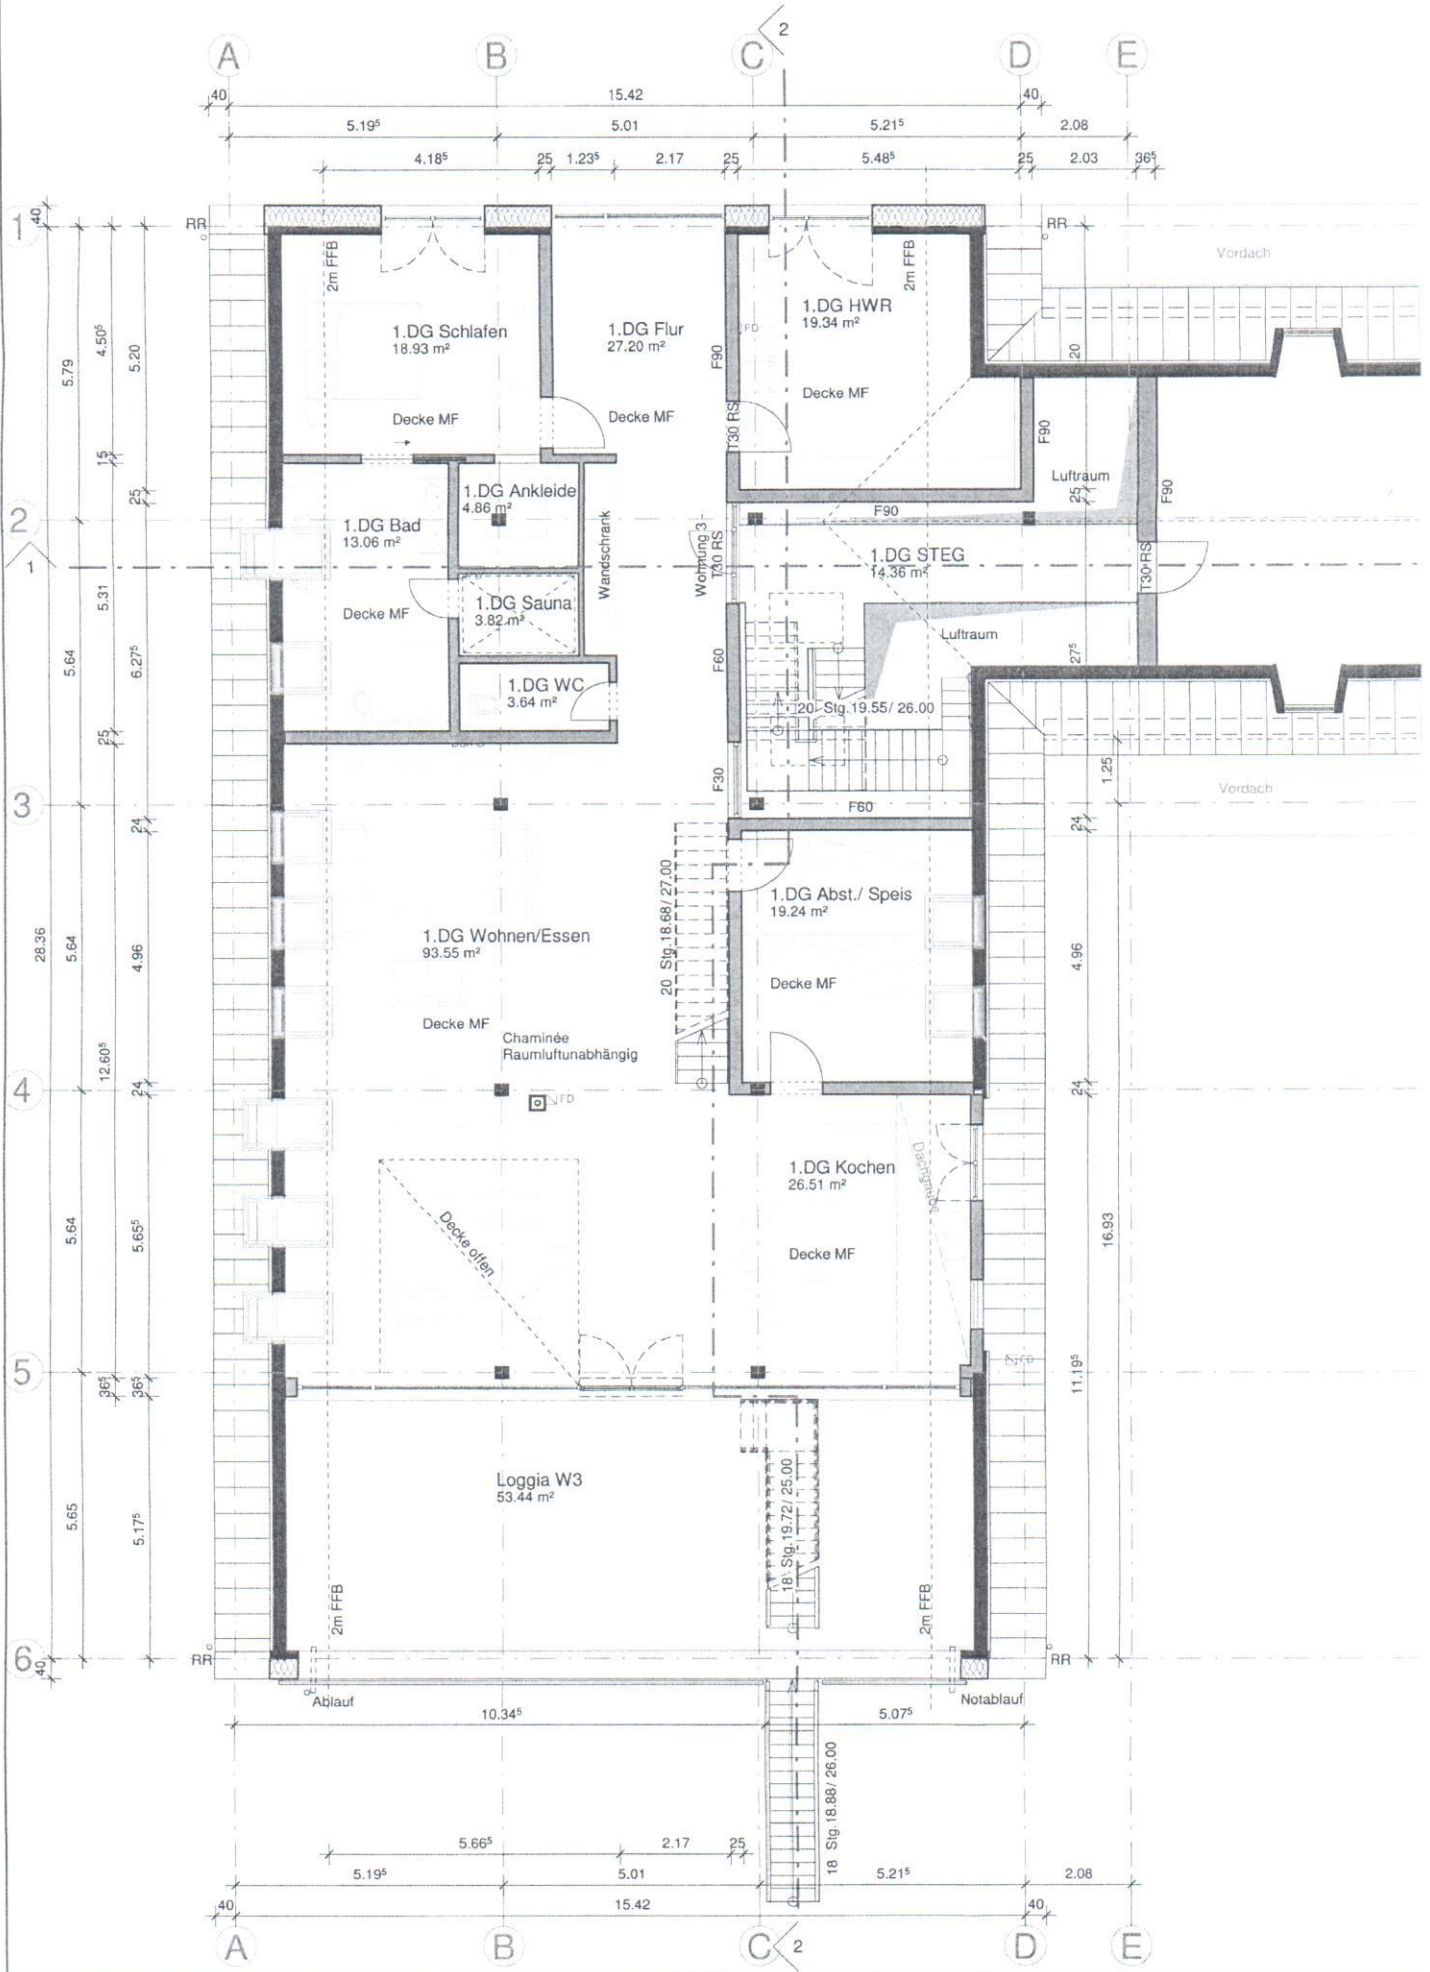 2
A
B
C
D
E
40
15.42
40
5.19⁵
5.01
5.21⁵
2.08
4.18⁵
25
1.23⁵
2.17
25
5.48⁵
25
2.03
36⁵
1
40
RR
RR
Vordach
2m FFB
2m FFB
1.DG Schlafen
18.93 m²
1.DG Flur
27.20 m²
1.DG HWR
19.34 m²
FD
F90
20
4.50⁵
5.20
5.79
Decke MF
Decke MF
Decke MF
T30 RS
F90
15
25
Luftraum
25
F90
1.DG Ankleide
4.86 m²
1.DG Bad
13.06 m²
2
F90
1
Wandschrank
Wohnung 3
T30 RS
1.DG STEG
14.36 m²
T30 RS
5.31
Decke MF
1.DG Sauna
3.82 m²
Luftraum
5.64
6.27⁵
F60
27⁵
1.DG WC
3.64 m²
20 Stg.19.55/ 26.00
25
F30
1.25
3
F60
Vordach
24
24
20 Stg.18.68/ 27.00
1.DG Abst./ Speis
19.24 m²
1.DG Wohnen/Essen
93.55 m²
28.36
5.64
4.96
4.96
Decke MF
Decke MF
Chaminée
Raumluftunabhängig
12.60⁵
4
24
24
FD
1.DG Kochen
26.51 m²
Dachgaube
Decke offen
5.64
5.65⁵
16.93
Decke MF
5
36⁵
36⁵
FD
11.19⁵
Loggia W3
53.44 m²
18 Stg.19.72/ 25.00
5.65
5.17⁵
2m FFB
2m FFB
6
40
RR
RR
Ablauf
Notablauf
10.34⁵
5.07⁵
18 Stg.18.88/ 26.00
5.66⁵
2.17
25
5.19⁵
5.01
5.21⁵
2.08
40
15.42
40
A
B
C
2
D
E